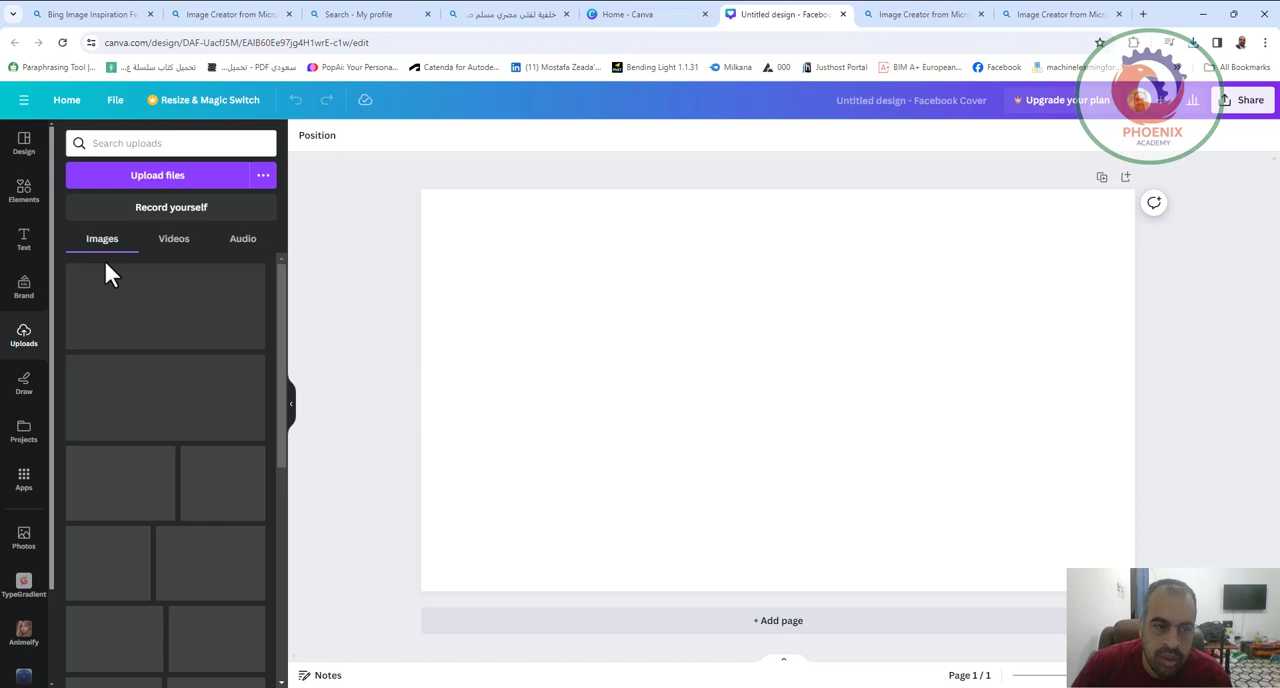 Bing Image Inspiration Fe
Image Creator from Micr
Search - My profile
خلفية لفتى مصري مسلم ص
Home - Canva
Untitled design - Facebo
Image Creator from Micr
Image Creator from Micr
canva.com/design/DAF-UacfJ5M/EAlB60Ee97jg4H1wrE-c1w/edit
Paraphrasing Tool |...
تحميل كتاب سلسلة ع...
سعودي PDF - تحميل...
PopAi: Your Persona...
Carbonate Autodesk...
(11) Mostafa Zeada'...
Bending Light 1.1.31
Milkana
000
Justhost Portal
BIM A+ European...
Facebook
machinelearningfor...
All Bookmarks
Home
File
Resize & Magic Switch
Untitled design - Facebook Cover
Upgrade your plan
Share
PHOENIX
ACADEMY
Design
Elements
Text
Brand
Uploads
Draw
Projects
Apps
Photos
TypeGradient
Animeify
Search uploads
Upload files
Record yourself
Images
Videos
Audio
Position
+ Add page
Notes
Page 1 / 1